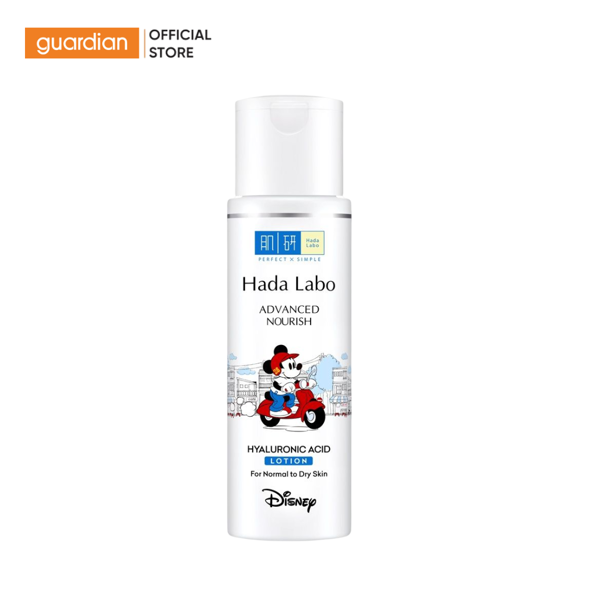 guardian
OFFICIAL
STORE
肌研
Hada
Labo
PERFECT × SIMPLE
Hada Labo
ADVANCED
NOURISH
HYALURONIC ACID
LOTION
For Normal to Dry Skin
Disney